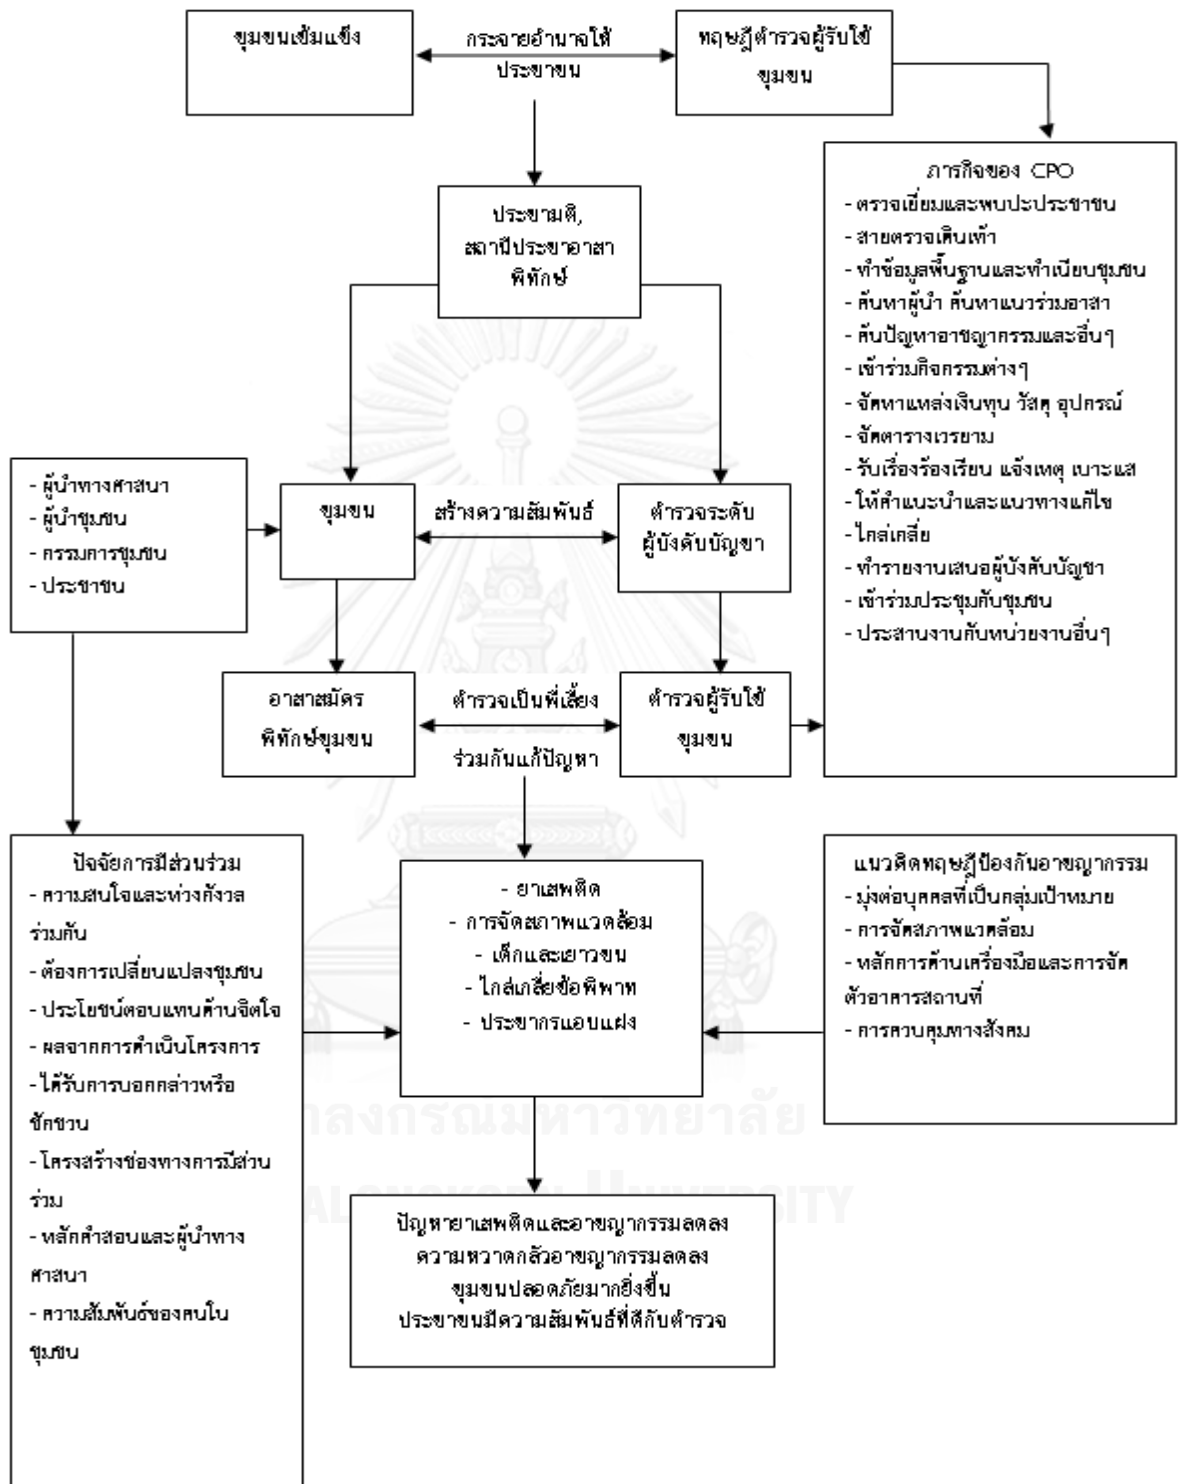 ชุมชนเข้มแข็ง
กระจายอำนาจให้
ประชาชน
ทฤษฎีตำรวจผู้รับใช้
ชุมชน
ภารกิจของ CPO
- ตรวจเยี่ยมและพบปะประชาชน
- สายตรวจเดินเท้า
- ทำข้อมูลพื้นฐานและทำเนียบชุมชน
- ค้นหาผู้นำ ค้นหาแนวร่วมอาสา
- ค้นปัญหาอาชญากรรมและอื่นๆ
- เข้าร่วมกิจกรรมต่างๆ
- จัดหาแหล่งเงินทุน วัสดุ อุปกรณ์
- จัดตารางเวรยาม
- รับเรื่องร้องเรียน แจ้งเหตุ เบาะแส
- ให้คำแนะนำและแนวทางแก้ไข
- ไกล่เกลี่ย
- ทำรายงานเสนอผู้บังคับบัญชา
- เข้าร่วมประชุมกับชุมชน
- ประสานงานกับหน่วยงานอื่นๆ
ประชามติ,
สถานีประชาอาสา
พิทักษ์
- ผู้นำทางศาสนา
- ผู้นำชุมชน
- กรรมการชุมชน
- ประชาชน
ชุมชน
สร้างความสัมพันธ์
ตำรวจระดับ
ผู้บังคับบัญชา
อาสาสมัคร
พิทักษ์ชุมชน
ตำรวจเป็นพี่เลี้ยง
ร่วมกันแก้ปัญหา
ตำรวจผู้รับใช้
ชุมชน
ปัจจัยการมีส่วนร่วม
- ความสนใจและห่วงกังวล
ร่วมกัน
- ต้องการเปลี่ยนแปลงชุมชน
- ประโยชน์ตอบแทนด้านจิตใจ
- ผลจากการดำเนินโครงการ
- ได้รับการบอกกล่าวหรือ
ชักชวน
- โครงสร้างช่องทางการมีส่วน
ร่วม
- หลักคำสอนและผู้นำทาง
ศาสนา
- ความสัมพันธ์ของคนใน
ชุมชน
- ยาเสพติด
- การจัดสภาพแวดล้อม
- เด็กและเยาวชน
- ไกล่เกลี่ยข้อพิพาท
- ประชากรแอบแฝง
แนวคิดทฤษฎีป้องกันอาชญากรรม
- มุ่งต่อบุคคลที่เป็นกลุ่มเป้าหมาย
- การจัดสภาพแวดล้อม
- หลักการด้านเครื่องมือและการจัด
ตัวอาคารสถานที่
- การควบคุมทางสังคม
ปัญหายาเสพติดและอาชญากรรมลดลง
ความหวาดกลัวอาชญากรรมลดลง
ชุมชนปลอดภัยมากยิ่งขึ้น
ประชาชนมีความสัมพันธ์ที่ดีกับตำรวจ
าลงกรณ์มหาวิทยาลัย